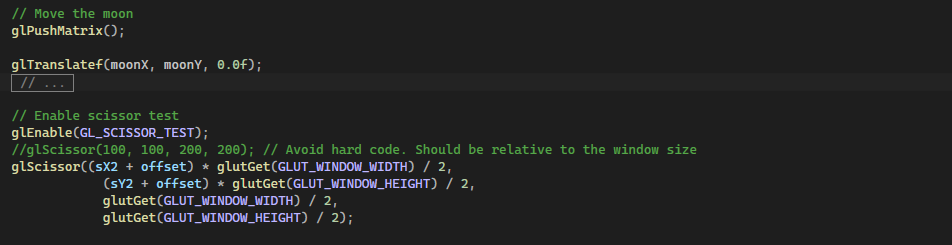 // Move the moon
glPushMatrix();
glTranslatef(moonX, moonY, 0.0f);
// ...
// Enable scissor test
glEnable(GL_SCISSOR_TEST);
//glScissor(100, 100, 200, 200); // Avoid hard code. Should be relative to the window size
glScissor((sX2 + offset) * glutGet(GLUT_WINDOW_WIDTH) / 2,
(sY2 + offset) * glutGet(GLUT_WINDOW_HEIGHT) / 2,
glutGet(GLUT_WINDOW_WIDTH) / 2,
glutGet(GLUT_WINDOW_HEIGHT) / 2);